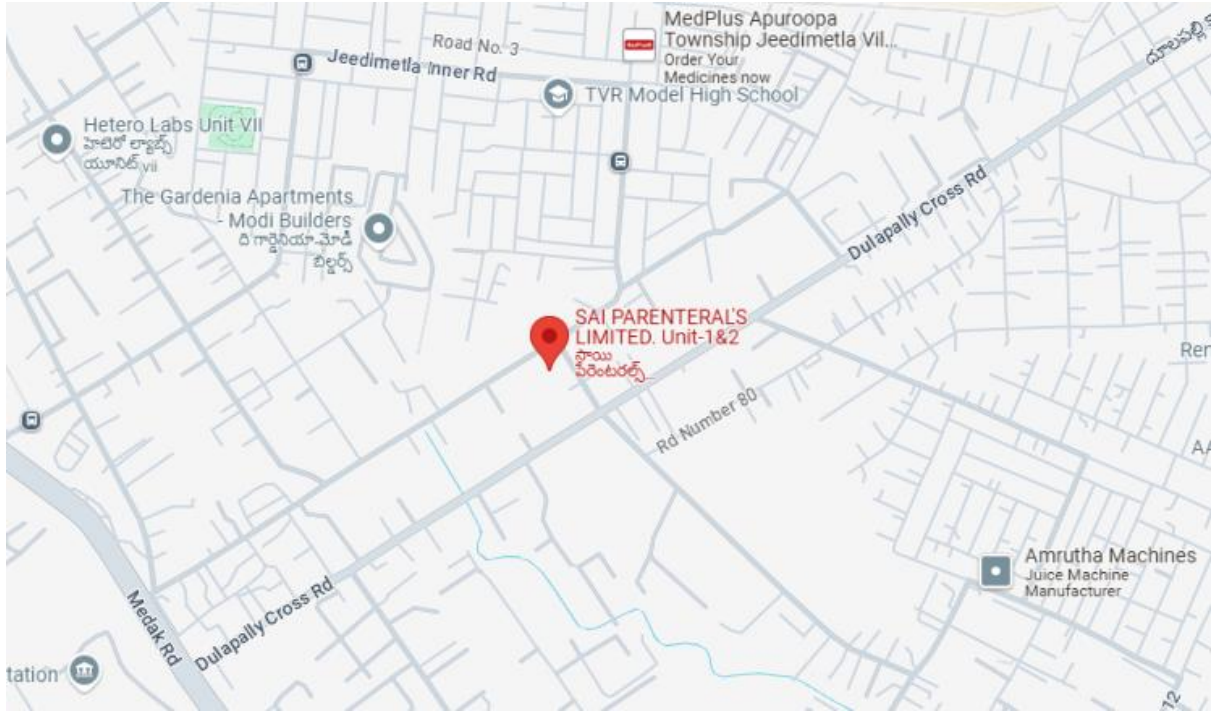 MedPlus Apuroopa
Township Jeedimetla Vil...
Order Your
Medicines now
Road No. 3
Jeedimetla Inner Rd
TVR Model High School
Hetero Labs Unit VII
హెటెరో ల్యాబ్స్
యూనిట్ vii
The Gardenia Apartments
- Modi Builders
ది గార్డెనియా-మోడీ
బిల్డర్స్
Dulapally Cross Rd
SAI PARENTERAL'S
LIMITED. Unit-1&2
సాయి
పేరెంటరల్స్...
Ren
Rd Number 80
AA
Amrutha Machines
Juice Machine
Manufacturer
Medak Rd
Dulapally Cross Rd
tation
12